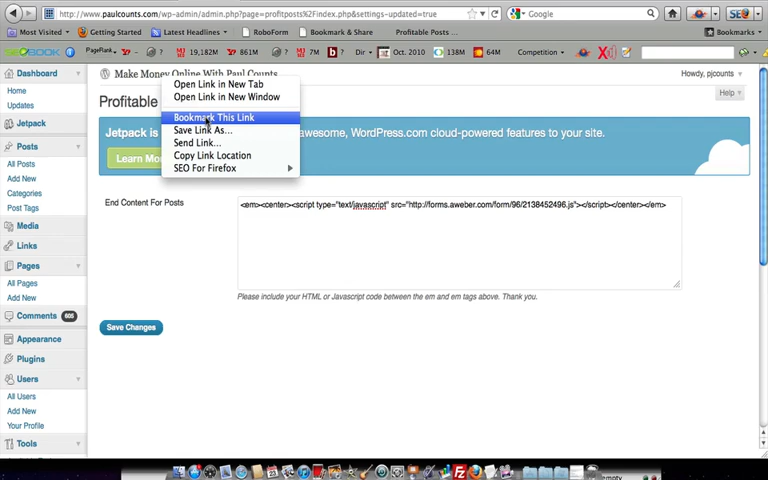 http://www.paulcounts.com/wp-admin/admin.php?page=profitposts%2Findex.php&settings-updated=true
Google
Most Visited
Getting Started
Latest Headlines
RoboForm
Bookmark & Share
Profitable Posts ...
Bookmarks
SEOBOOK
PageRank
19,182M
861M
7M
Dir
Oct. 2010
138M
64M
Competition
Dashboard
Home
Updates
Jetpack
Posts
All Posts
Add New
Categories
Post Tags
Media
Links
Pages
All Pages
Add New
Comments 605
Appearance
Plugins
Users
All Users
Add New
Your Profile
Tools
Make Money Online With Paul Counts
Howdy, pjcounts
Help
Profitable
Open Link in New Tab
Open Link in New Window
Bookmark This Link
Save Link As...
Send Link...
Copy Link Location
SEO For Firefox
Jetpack is awesome, WordPress.com cloud-powered features to your site.
Learn Mo
End Content For Posts
<em><center><script type="text/javascript" src="http://forms.aweber.com/form/96/2138452496.js"></script></center></em>
Please include your HTML or Javascript code between the em and em tags above. Thank you.
Save Changes
empty